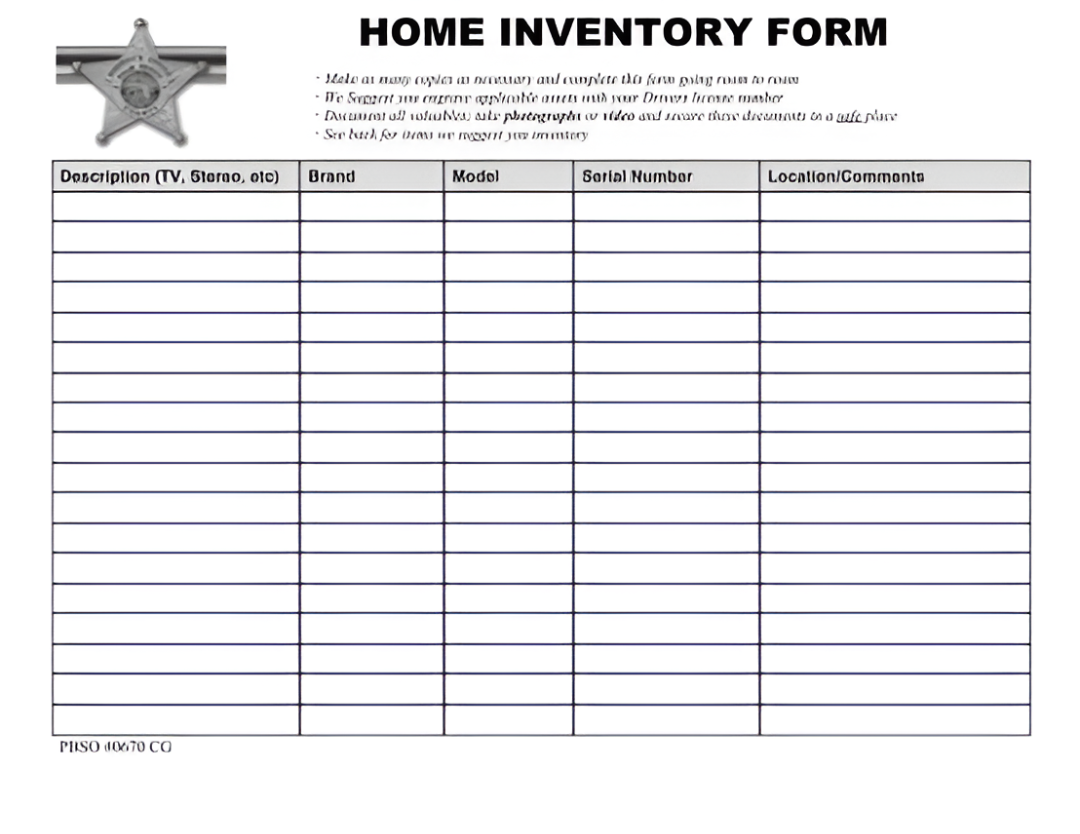 HOME INVENTORY FORM
- Make as many copies as necessary and complete this form going room to room
- We Suggest you engrave applicable assets with your Drivers license number
- Document all valuables; take photographs or video and secure these documents in a safe place
- See back for items we suggest you inventory
Description (TV, Stereo, etc) Brand Model Serial Number Location/Comments
PBSO